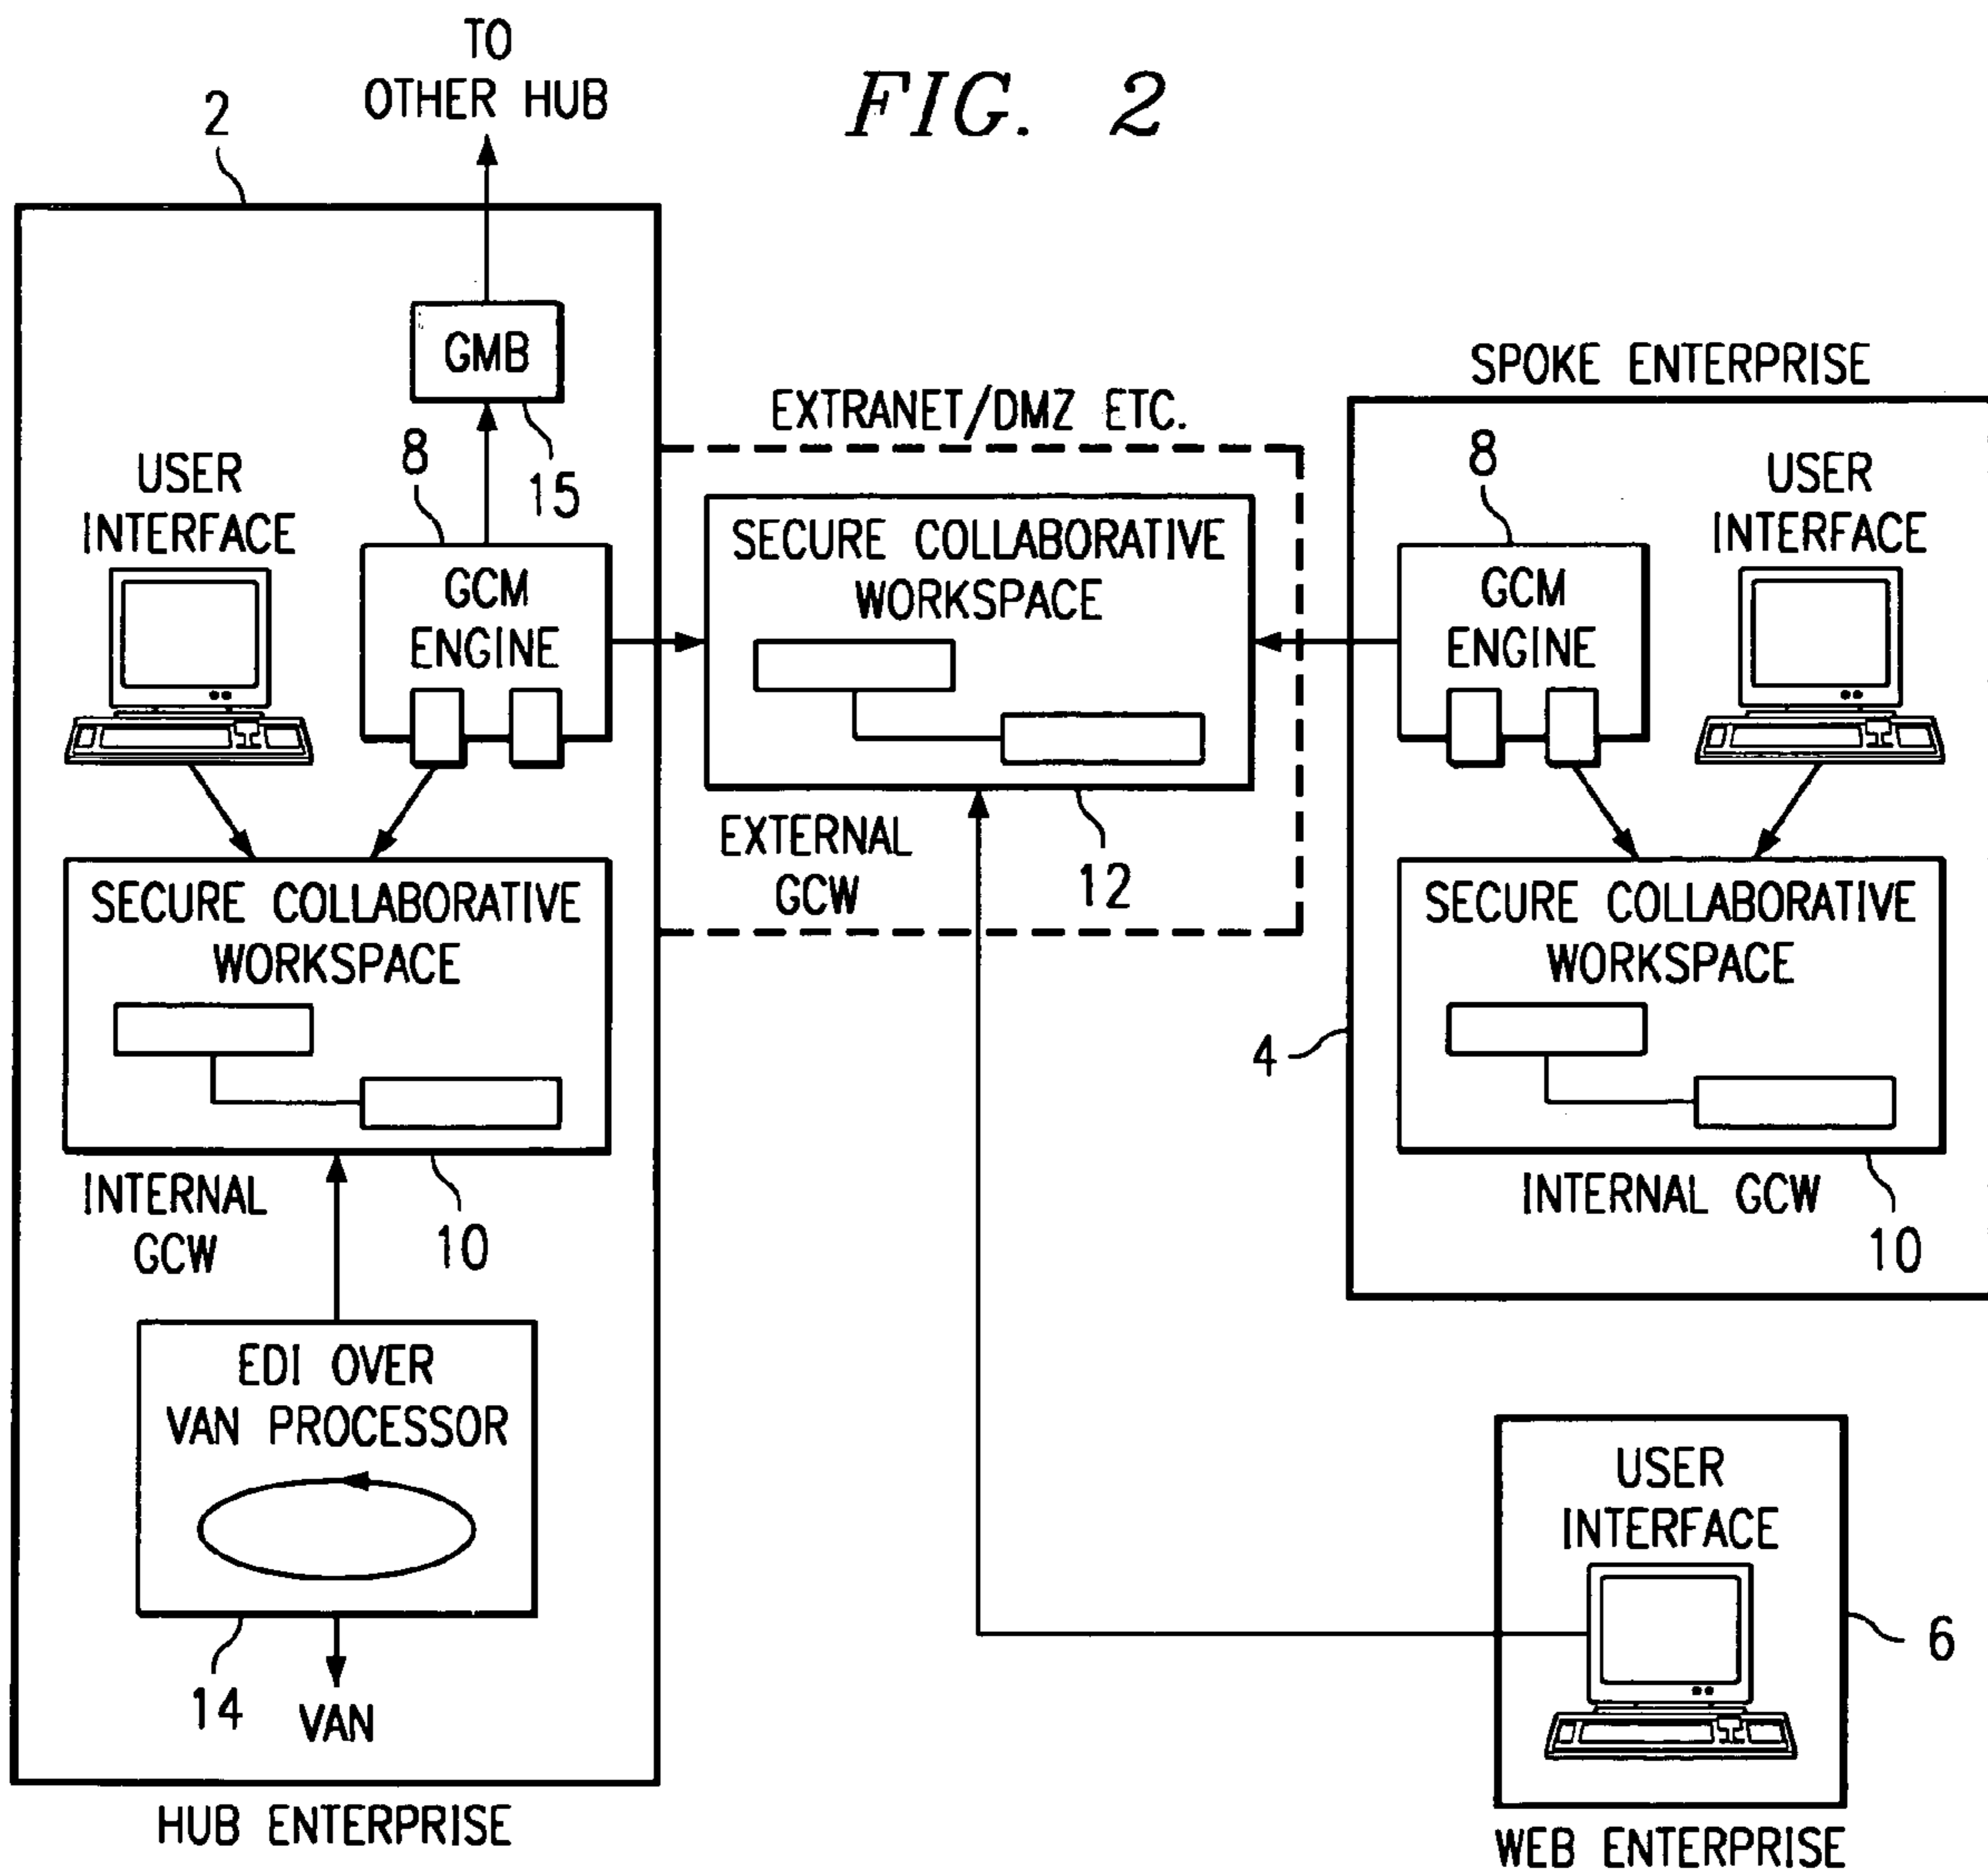 TO
OTHER HUB
FIG. 2
2
GMB
15
8
USER
INTERFACE
GCM
ENGINE
SECURE COLLABORATIVE
WORKSPACE
INTERNAL
GCW
10
EDI OVER
VAN PROCESSOR
14
VAN
HUB ENTERPRISE
EXTRANET/DMZ ETC.
SECURE COLLABORATIVE
WORKSPACE
EXTERNAL
GCW
12
SPOKE ENTERPRISE
8
GCM
ENGINE
USER
INTERFACE
SECURE COLLABORATIVE
WORKSPACE
4
INTERNAL GCW
10
USER
INTERFACE
6
WEB ENTERPRISE